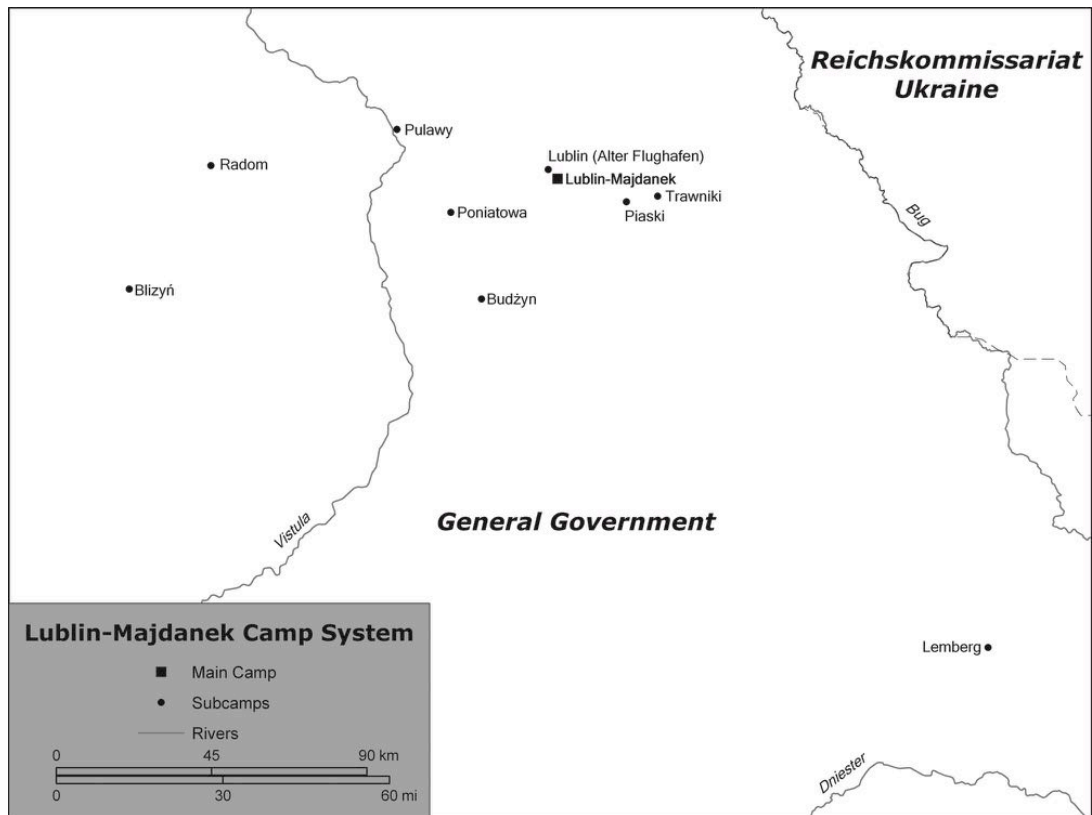 Reichskommissariat
Ukraine
Pulawy
Radom
Lublin (Alter Flughafen)
Lublin-Majdanek
Trawniki
Piaski
Poniatowa
Bug
Blizyń
Budżyn
Vistula
General Government
Lublin-Majdanek Camp System
Main Camp
Subcamps
Rivers
0 45 90 km
0 30 60 mi
Lemberg
Dniester